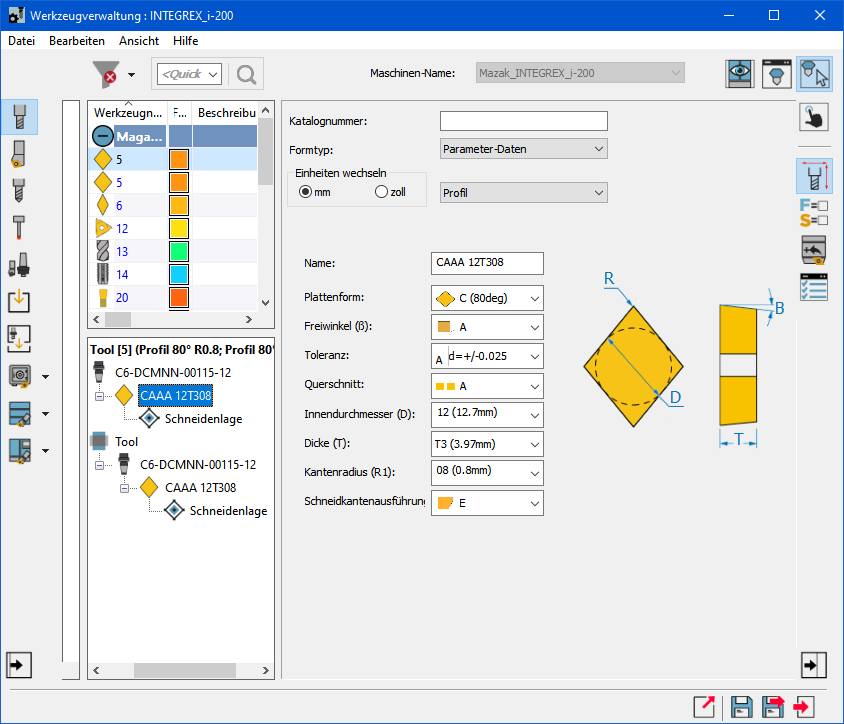 Werkzeugverwaltung : INTEGREX_i-200
Datei Bearbeiten Ansicht Hilfe
<Quick
Maschinen-Name: Mazak_INTEGREX_i-200
Werkzeugn... F... Beschreibu
Maga...
5
5
6
12
13
14
20
Katalognummer:
Formtyp: Parameter-Daten
Einheiten wechseln
mm zoll Profil
Name: CAAA 12T308
Plattenform: C (80deg)
Freiwinkel (ß): A
Toleranz: A d=+/-0.025
Querschnitt: A
Innendurchmesser (D): 12 (12.7mm)
Dicke (T): T3 (3.97mm)
Kantenradius (R1): 08 (0.8mm)
Schneidkantenausführung E
R
D
B
T
F=
S=
Tool [5] (Profil 80° R0.8; Profil 80°
C6-DCMNN-00115-12
CAAA 12T308
Schneidenlage
Tool
C6-DCMNN-00115-12
CAAA 12T308
Schneidenlage